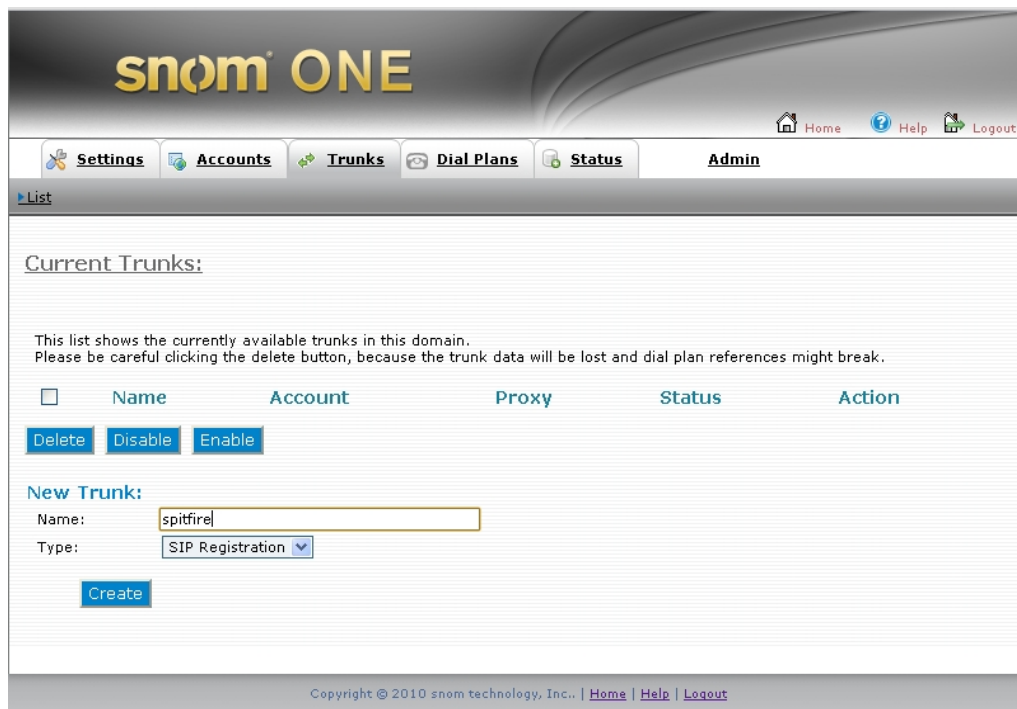 snom ONE
Home Help Logout
Settings Accounts Trunks Dial Plans Status Admin
List
Current Trunks:
This list shows the currently available trunks in this domain.
Please be careful clicking the delete button, because the trunk data will be lost and dial plan references might break.
Name Account Proxy Status Action
Delete Disable Enable
New Trunk:
Name: spitfire
Type: SIP Registration
Create
Copyright © 2010 snom technology, Inc.. | Home | Help | Logout